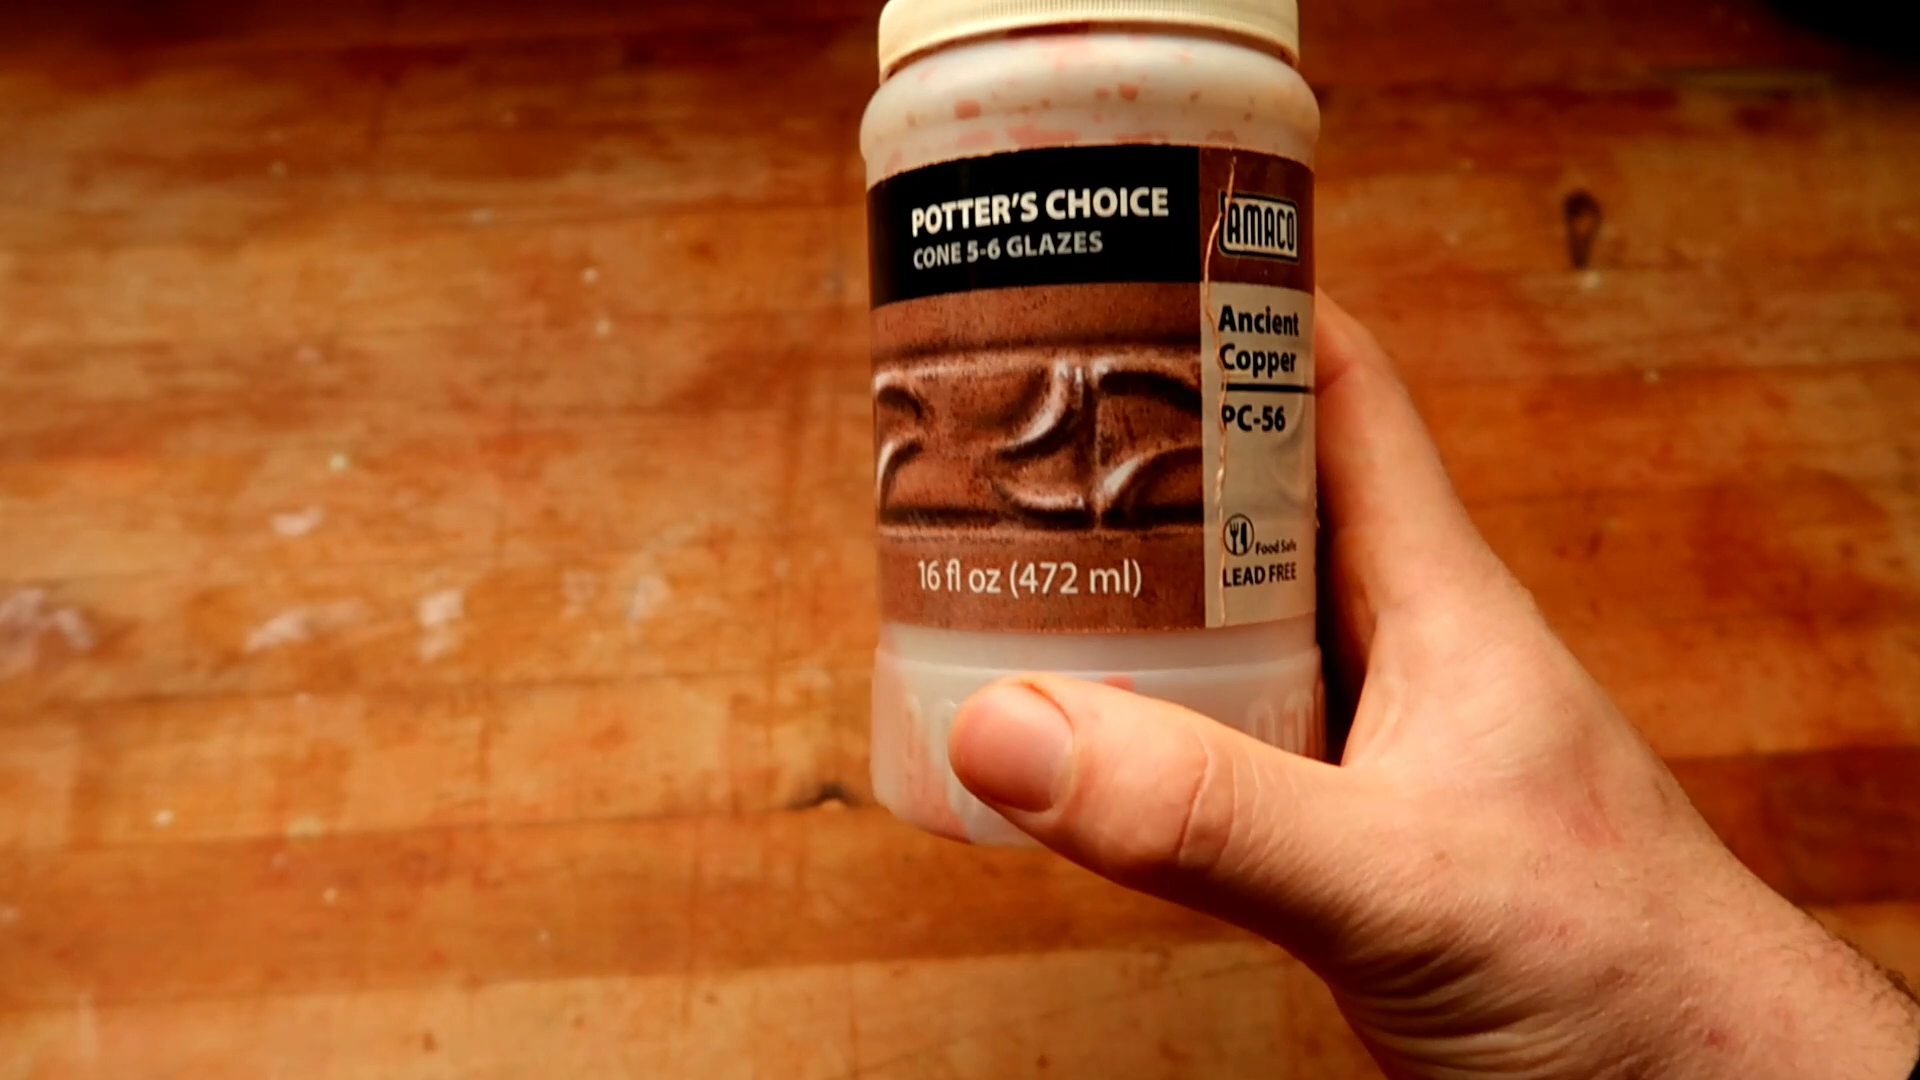 POTTER'S CHOICE
CONE 5-6 GLAZES
16 fl oz (472 ml)
AMACO
Ancient
Copper
PC-56
Food Safe
LEAD FREE